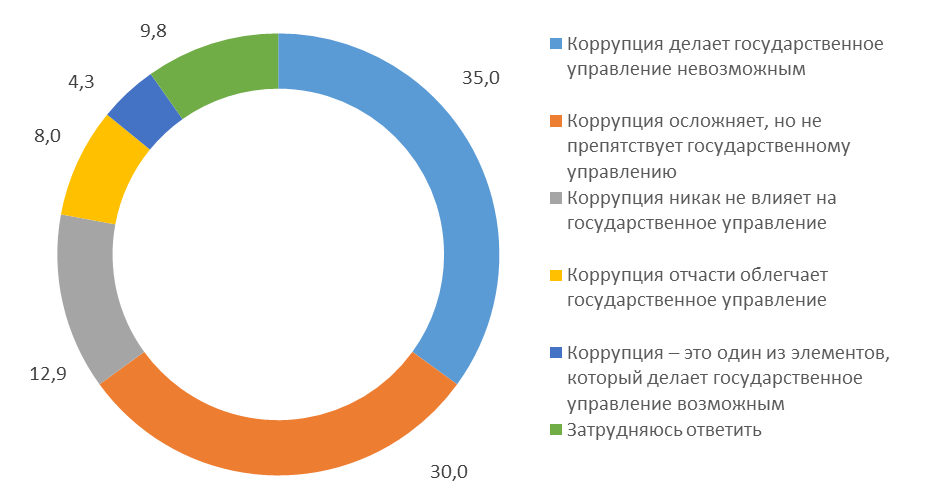 9,8
4,3
8,0
35,0
12,9
30,0
Коррупция делает государственное
управление невозможным
Коррупция осложняет, но не
препятствует государственному
управлению
Коррупция никак не влияет на
государственное управление
Коррупция отчасти облегчает
государственное управление
Коррупция – это один из элементов,
который делает государственное
управление возможным
Затрудняюсь ответить